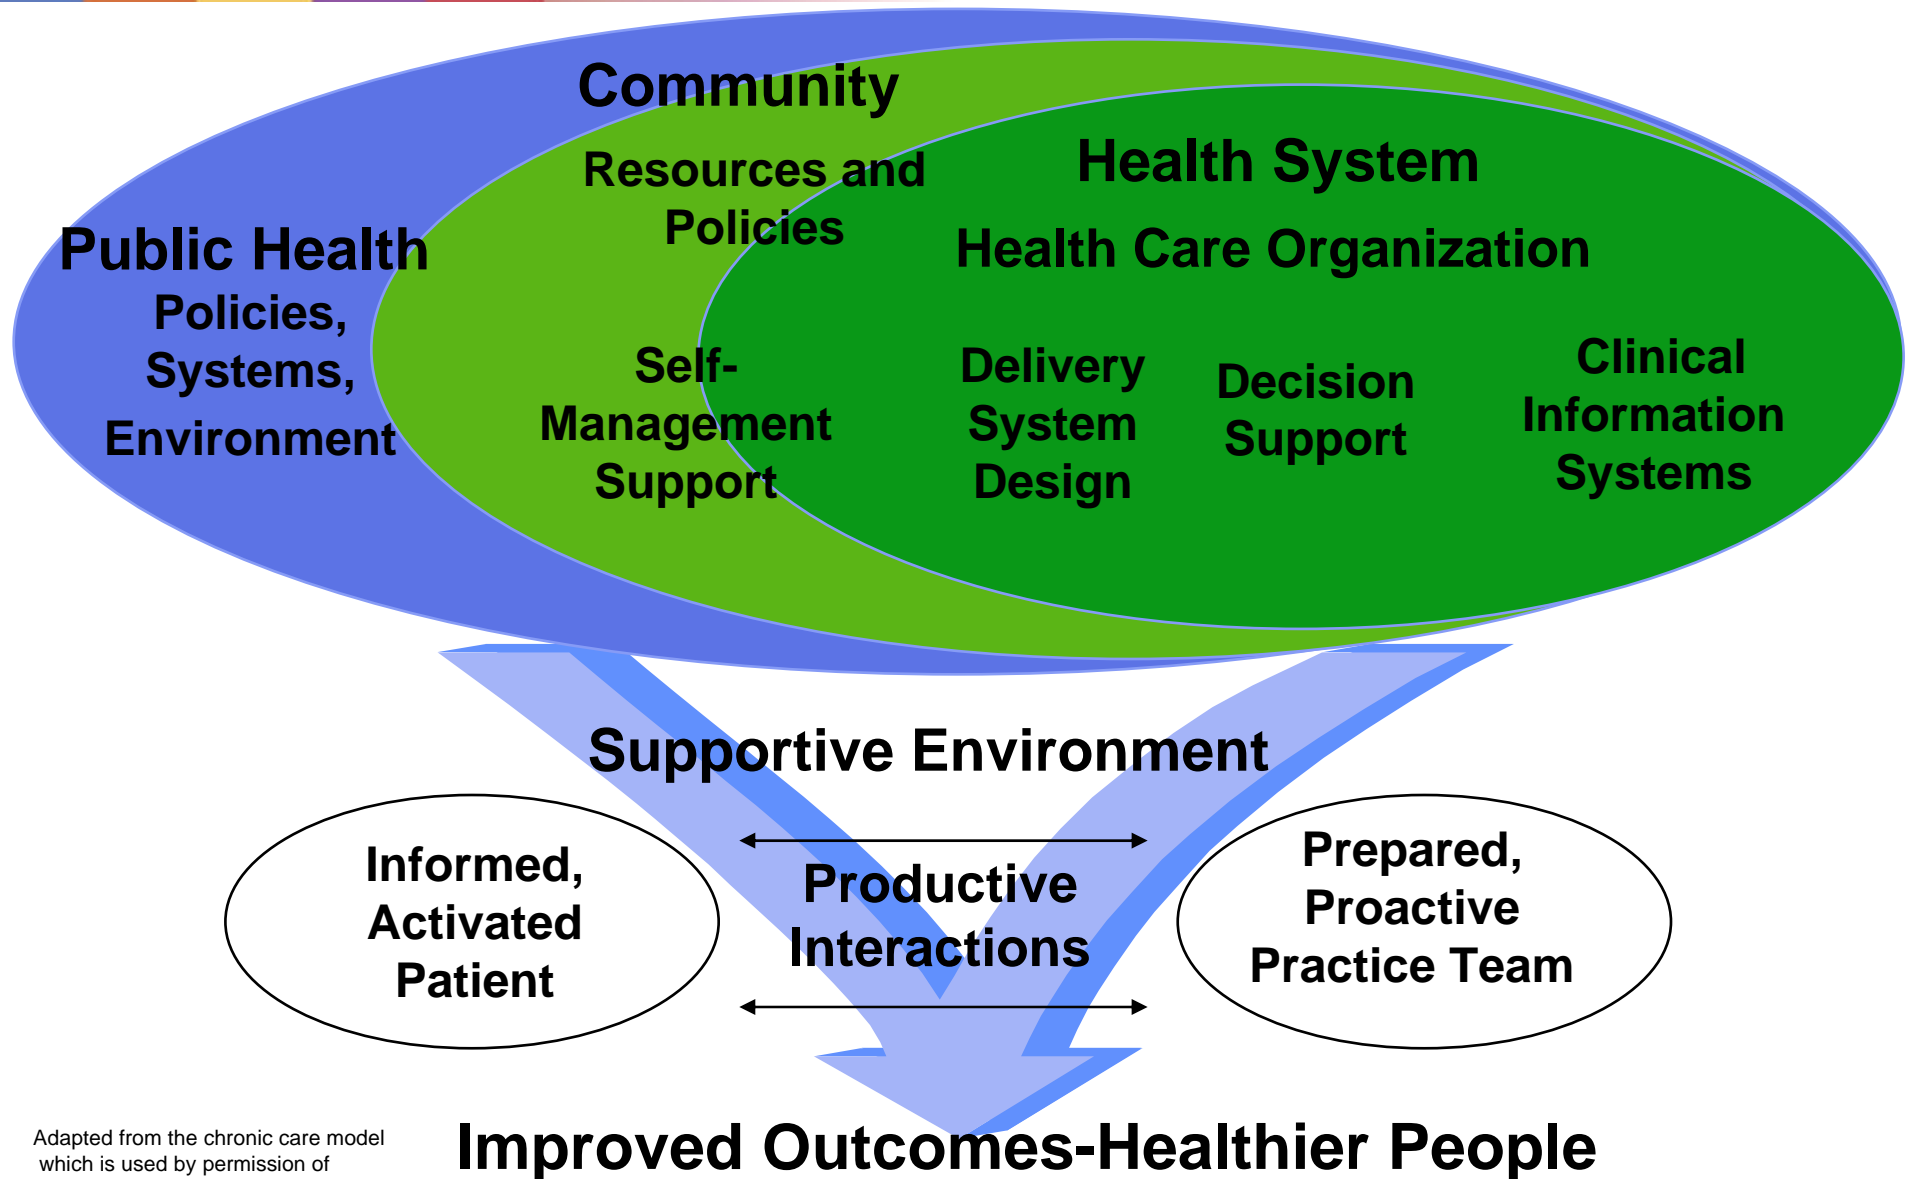 Community
Resources and
Policies
Health System
Health Care Organization
Public Health
Policies,
Systems,
Environment
Self-
Management
Support
Delivery
System
Design
Decision
Support
Clinical
Information
Systems
Supportive Environment
Informed,
Activated
Patient
Productive
Interactions
Prepared,
Proactive
Practice Team
Improved Outcomes-Healthier People
Adapted from the chronic care model
which is used by permission of